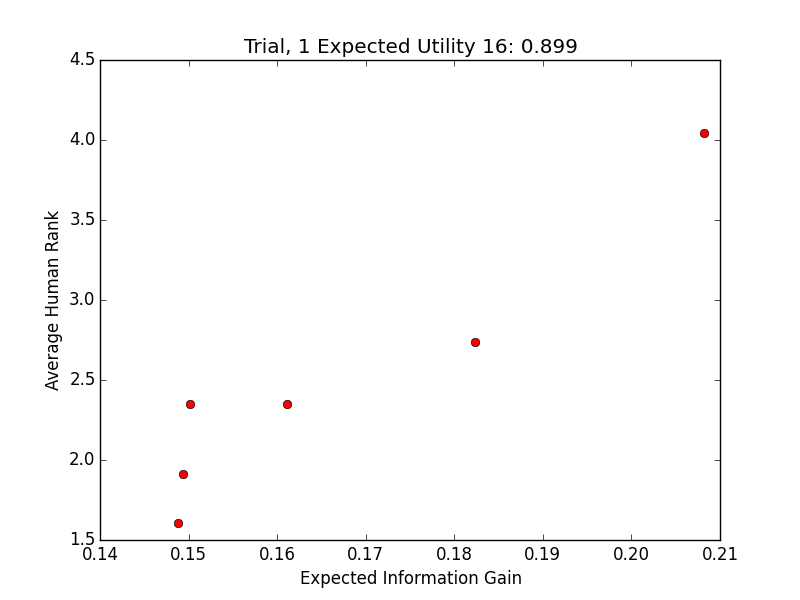 Trial, 1 Expected Utility 16: 0.899
4.5
4.0
3.5
3.0
2.5
2.0
1.5
Average Human Rank
0.14 0.15 0.16 0.17 0.18 0.19 0.20 0.21
Expected Information Gain